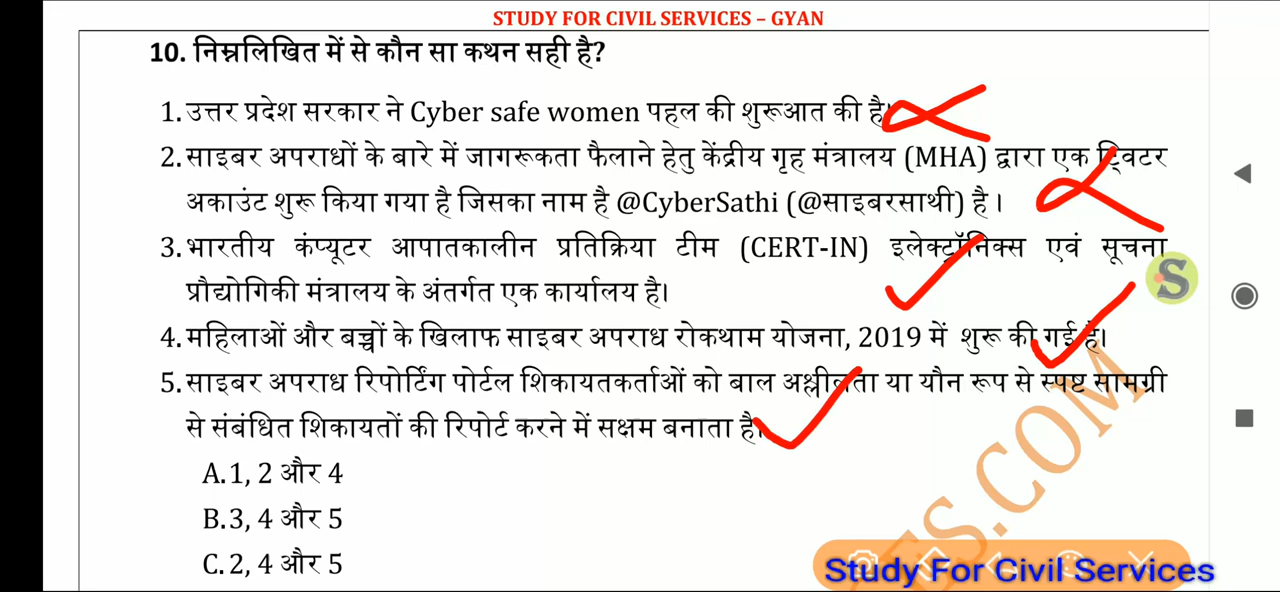 STUDY FOR CIVIL SERVICES – GYAN
10. निम्नलिखित में से कौन सा कथन सही है?
1. उत्तर प्रदेश सरकार ने Cyber safe women पहल की शुरूआत की है।
2. साइबर अपराधों के बारे में जागरूकता फैलाने हेतु केंद्रीय गृह मंत्रालय (MHA) द्वारा एक ट्विटर
अकाउंट शुरू किया गया है जिसका नाम है @CyberSathi (@साइबरसाथी) है।
3. भारतीय कंप्यूटर आपातकालीन प्रतिक्रिया टीम (CERT-IN) इलेक्ट्रॉनिक्स एवं सूचना
प्रौद्योगिकी मंत्रालय के अंतर्गत एक कार्यालय है।
4. महिलाओं और बच्चों के खिलाफ साइबर अपराध रोकथाम योजना, 2019 में शुरू की गई है।
5. साइबर अपराध रिपोर्टिंग पोर्टल शिकायतकर्ताओं को बाल अश्लीलता या यौन रूप से स्पष्ट सामग्री
से संबंधित शिकायतों की रिपोर्ट करने में सक्षम बनाता है।
A. 1, 2 और 4
B. 3, 4 और 5
C. 2, 4 और 5
S
Study For Civil Services